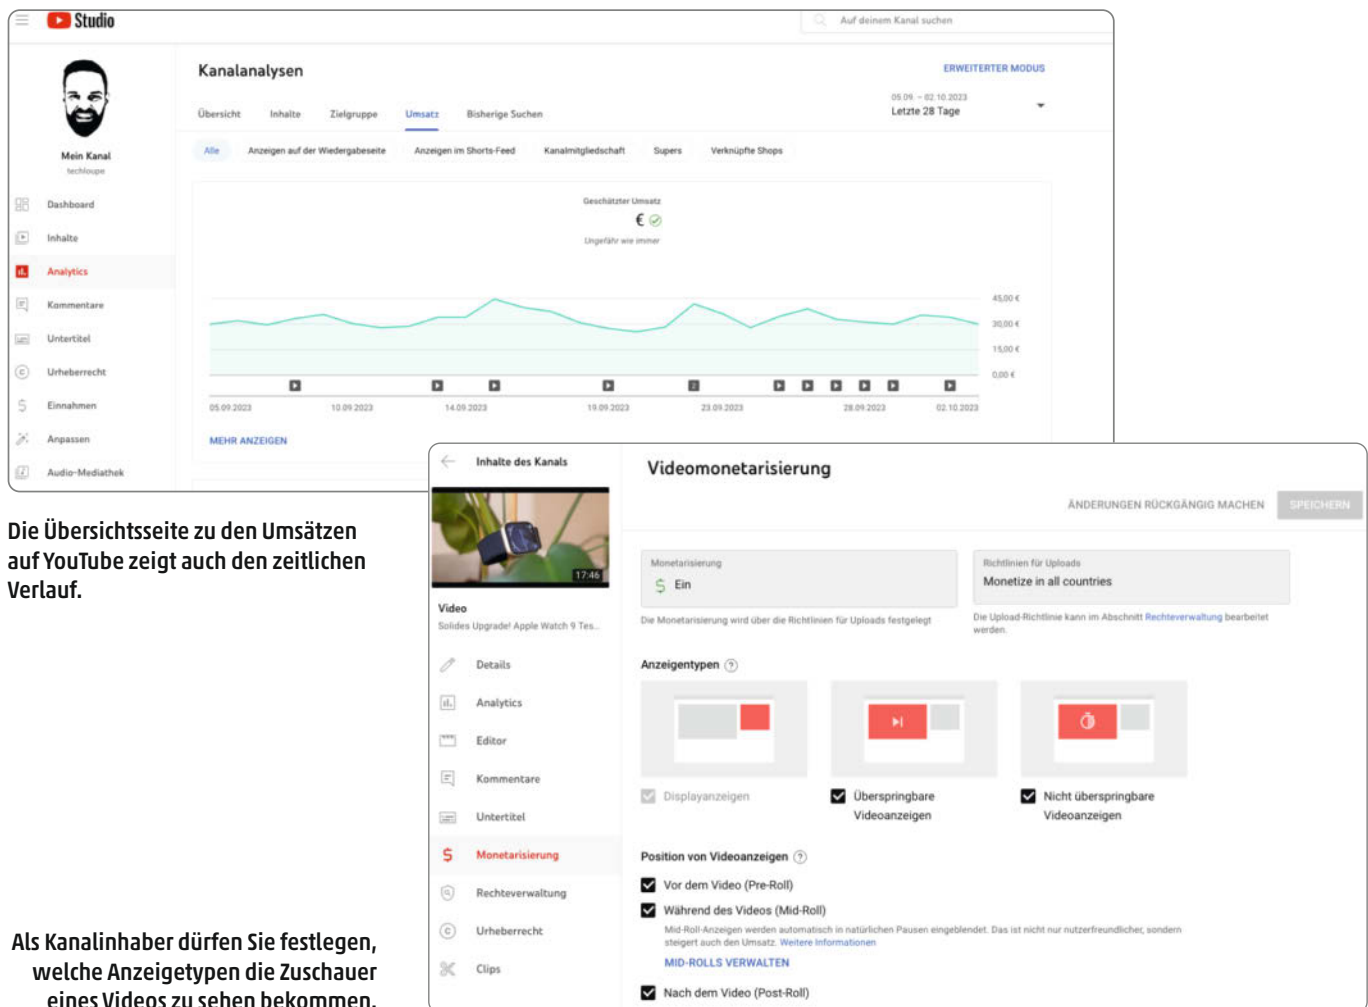 Studio
Auf deinem Kanal suchen
Kanalanalysen
ERWEITERTER MODUS
05.09. – 02.10.2023
Letzte 28 Tage
Übersicht Inhalte Zielgruppe Umsatz Bisherige Suchen
Alle Anzeigen auf der Wiedergabeseite Anzeigen im Shorts-Feed Kanalmitgliedschaft Supers Verknüpfte Shops
Mein Kanal
techloupe
Dashboard
Inhalte
Analytics
Kommentare
Untertitel
Urheberrecht
Einnahmen
Anpassen
Audio-Mediathek
Geschätzter Umsatz
€
Ungefähr wie immer
45,00 €
30,00 €
15,00 €
0,00 €
2
05.09.2023 10.09.2023 14.09.2023 19.09.2023 23.09.2023 28.09.2023 02.10.2023
MEHR ANZEIGEN
Die Übersichtsseite zu den Umsätzen
auf YouTube zeigt auch den zeitlichen
Verlauf.
Inhalte des Kanals
17:46
Video
Solides Upgrade! Apple Watch 9 Tes...
Details
Analytics
Editor
Kommentare
Untertitel
Monetarisierung
Rechteverwaltung
Urheberrecht
Clips
Videomonetarisierung
ÄNDERUNGEN RÜCKGÄNGIG MACHEN SPEICHERN
Monetarisierung
Ein
Die Monetarisierung wird über die Richtlinien für Uploads festgelegt
Richtlinien für Uploads
Monetize in all countries
Die Upload-Richtlinie kann im Abschnitt Rechteverwaltung bearbeitet
werden.
Anzeigentypen ?
Displayanzeigen
Überspringbare
Videoanzeigen
Nicht überspringbare
Videoanzeigen
Position von Videoanzeigen ?
Vor dem Video (Pre-Roll)
Während des Videos (Mid-Roll)
Mid-Roll-Anzeigen werden automatisch in natürlichen Pausen eingeblendet. Das ist nicht nur nutzerfreundlicher, sondern
steigert auch den Umsatz. Weitere Informationen
MID-ROLLS VERWALTEN
Nach dem Video (Post-Roll)
Als Kanalinhaber dürfen Sie festlegen,
welche Anzeigetypen die Zuschauer
eines Videos zu sehen bekommen.